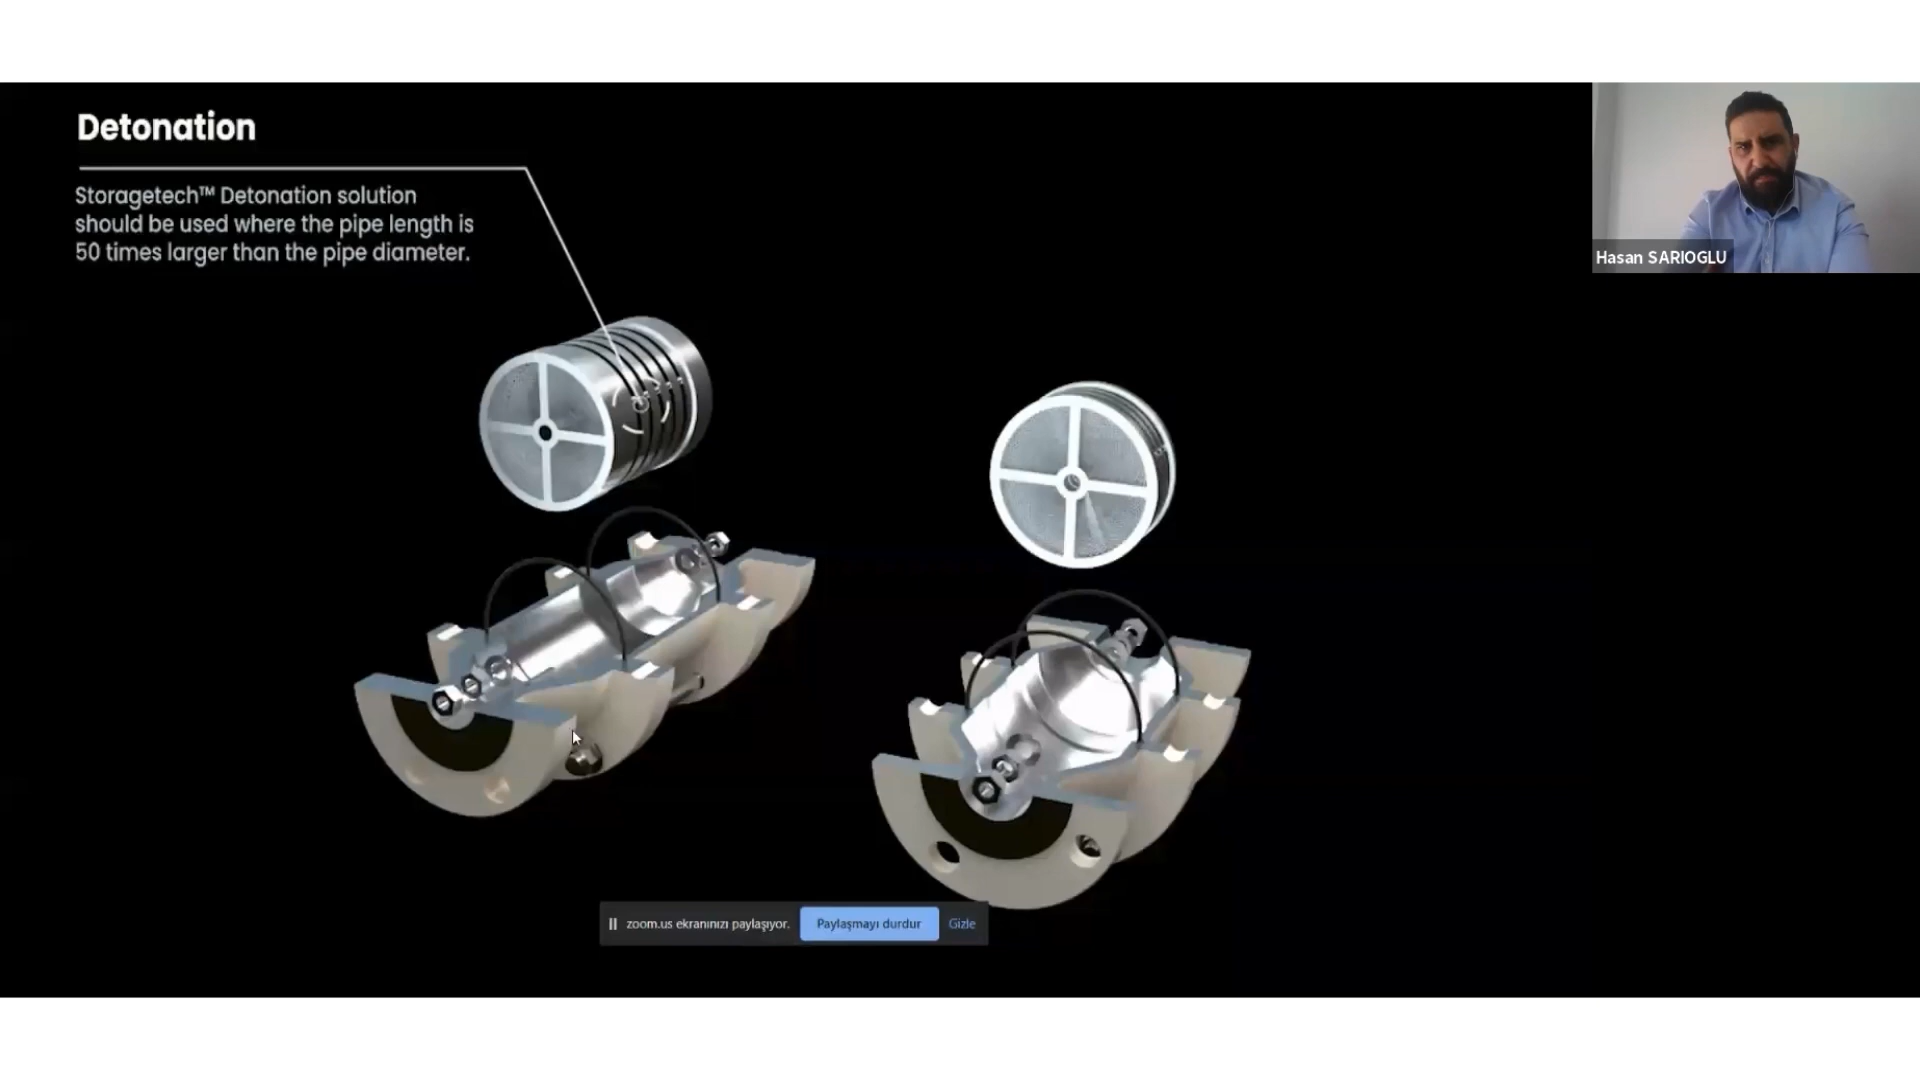 Detonation
Storagetech™ Detonation solution
should be used where the pipe length is
50 times larger than the pipe diameter.
Hasan SARIOGLU
zoom.us ekranınızı paylaşıyor.
Paylaşmayı durdur
Gizle